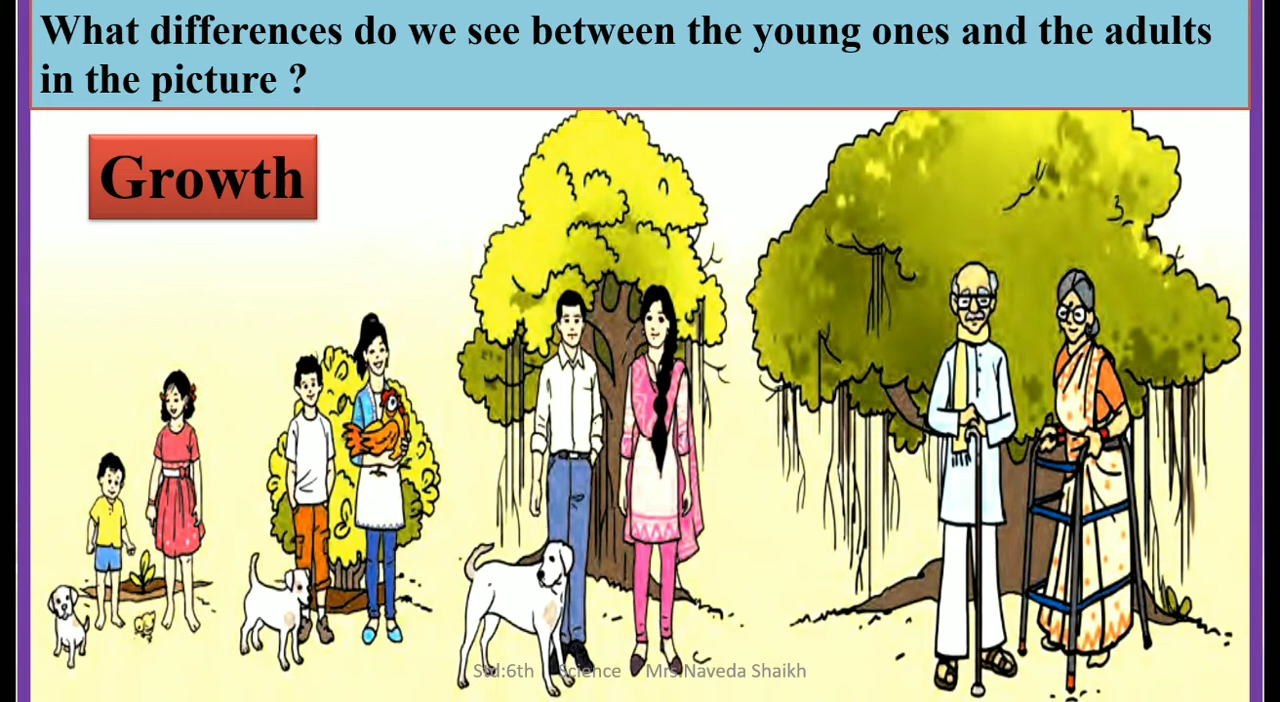 What differences do we see between the young ones and the adults
in the picture ?
Growth
Std:6th Science Mrs.Naveda Shaikh